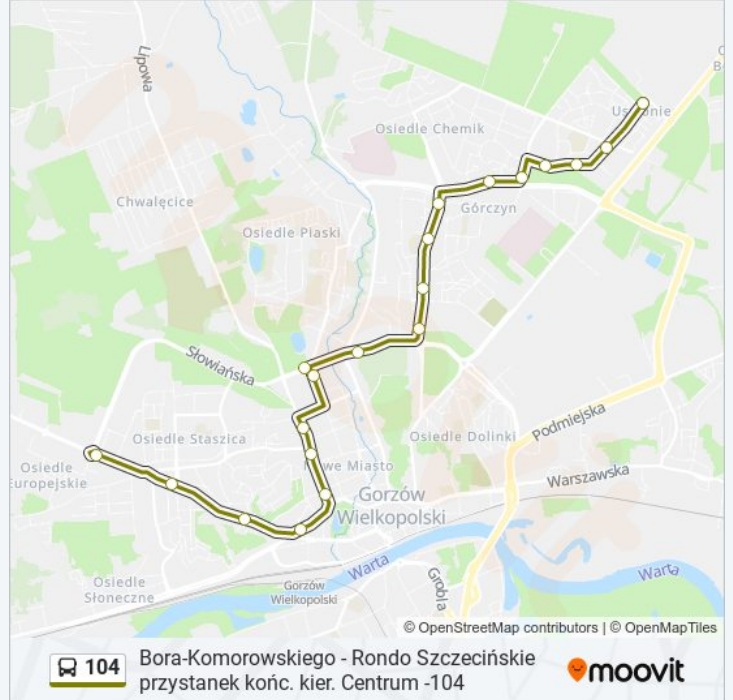 Lipowa
Osiedle Chemik
Chwalęcice
Górczyn
Osiedle Piaski
Słowiańska
Podmiejska
Osiedle Staszica
Osiedle Dolinki
Osiedle
Europejskie
Nowe Miasto
Warszawska
Gorzów
Wielkopolski
Warta
Warta
Grobla
Osiedle
Słoneczne
Gorzów
Wielkopolski
© OpenStreetMap contributors | © OpenMapTiles
104
Bora-Komorowskiego - Rondo Szczecińskie
przystanek końc. kier. Centrum -104
moovit